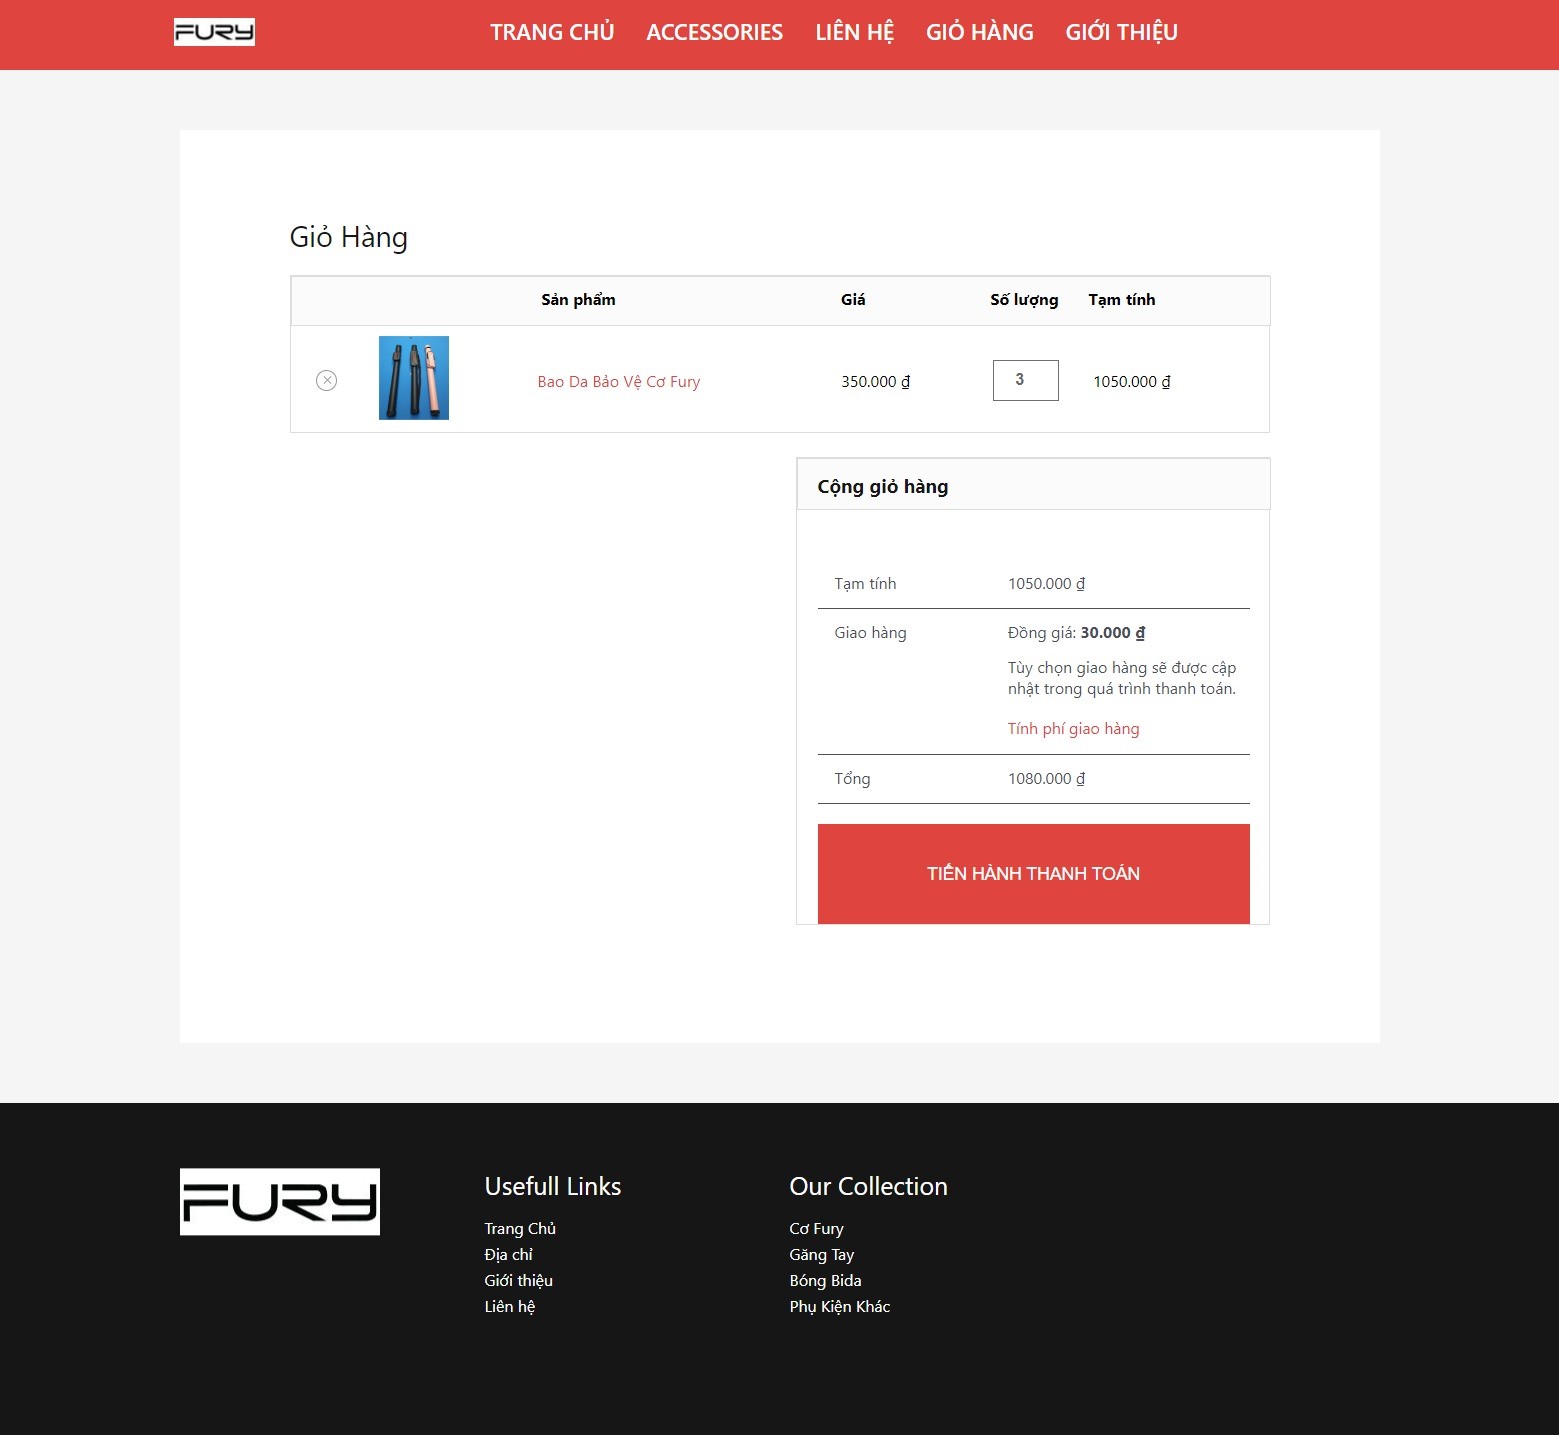 FURY
TRANG CHỦ ACCESSORIES LIÊN HỆ GIỎ HÀNG GIỚI THIỆU
Giỏ Hàng
Sản phẩm Giá Số lượng Tạm tính
Bao Da Bảo Vệ Cơ Fury 350.000 ₫ 3 1050.000 ₫
Cộng giỏ hàng
Tạm tính 1050.000 ₫
Giao hàng Đồng giá: 30.000 ₫
Tùy chọn giao hàng sẽ được cập
nhật trong quá trình thanh toán.
Tính phí giao hàng
Tổng 1080.000 ₫
TIẾN HÀNH THANH TOÁN
FURY
Usefull Links
Trang Chủ
Địa chỉ
Giới thiệu
Liên hệ
Our Collection
Cơ Fury
Găng Tay
Bóng Bida
Phụ Kiện Khác